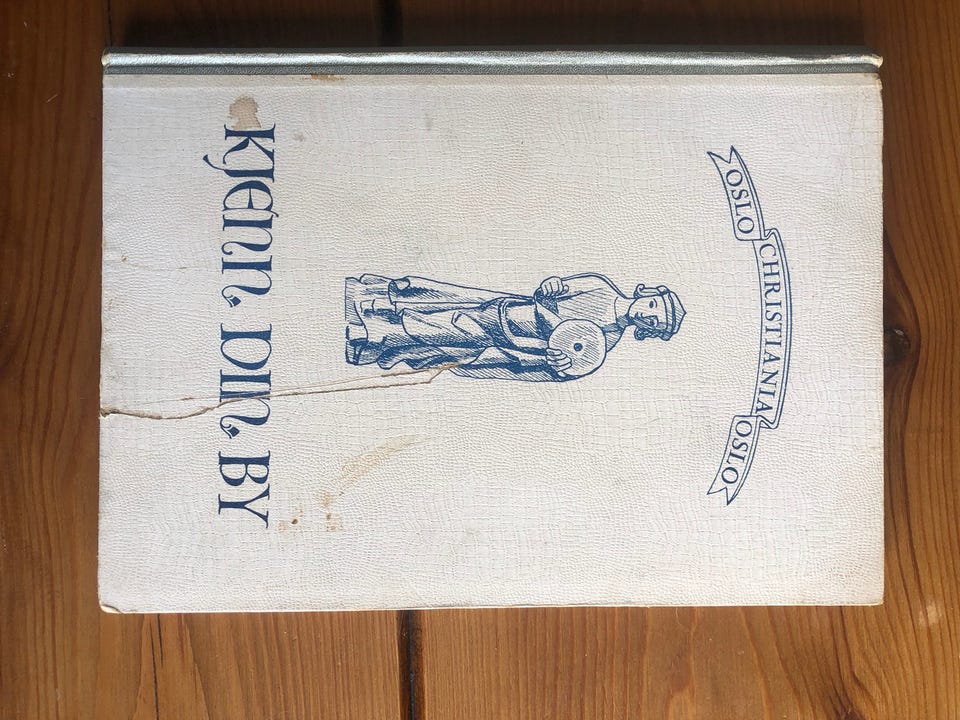 OSLO CHRISTIANIA OSLO
KJENN. DIN. BY